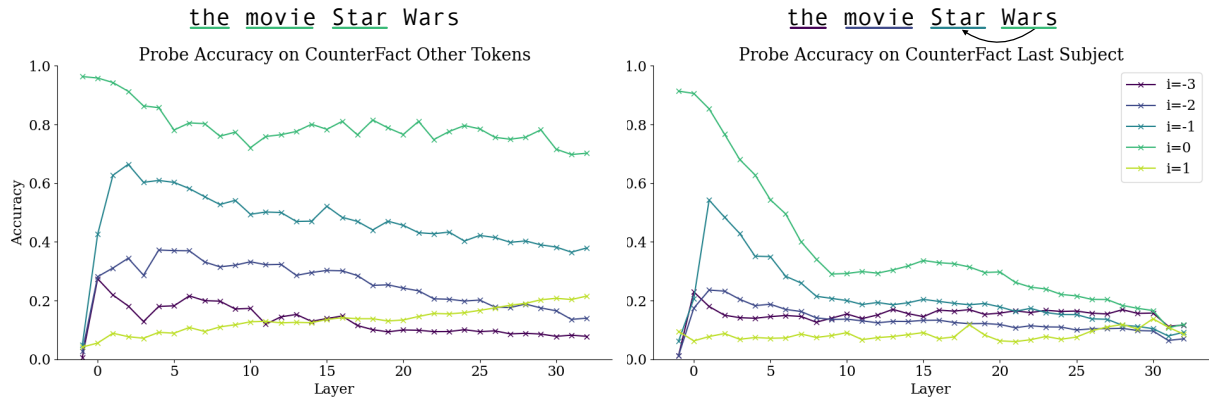 the movie Star Wars
Probe Accuracy on CounterFact Other Tokens
Accuracy
1.0
0.8
0.6
0.4
0.2
0.0
0 5 10 15 20 25 30
Layer
the movie Star Wars
Probe Accuracy on CounterFact Last Subject
1.0
0.8
0.6
0.4
0.2
0.0
0 5 10 15 20 25 30
Layer
i=-3
i=-2
i=-1
i=0
i=1